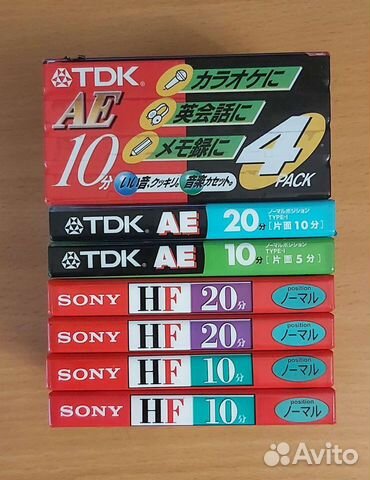 TDK
AE
10分
カラオケに
英会話に
メモ録に
いい音、クッキリ。音楽カセット。
4
PACK
TDK AE 20分 ノーマルポジション TYPE-I [片面10分]
TDK AE 10分 ノーマルポジション TYPE-I [片面5分]
SONY HF 20分 position ノーマル
SONY HF 20分 position ノーマル
SONY HF 10分 position ノーマル
SONY HF 10分 position ノーマル
Avito